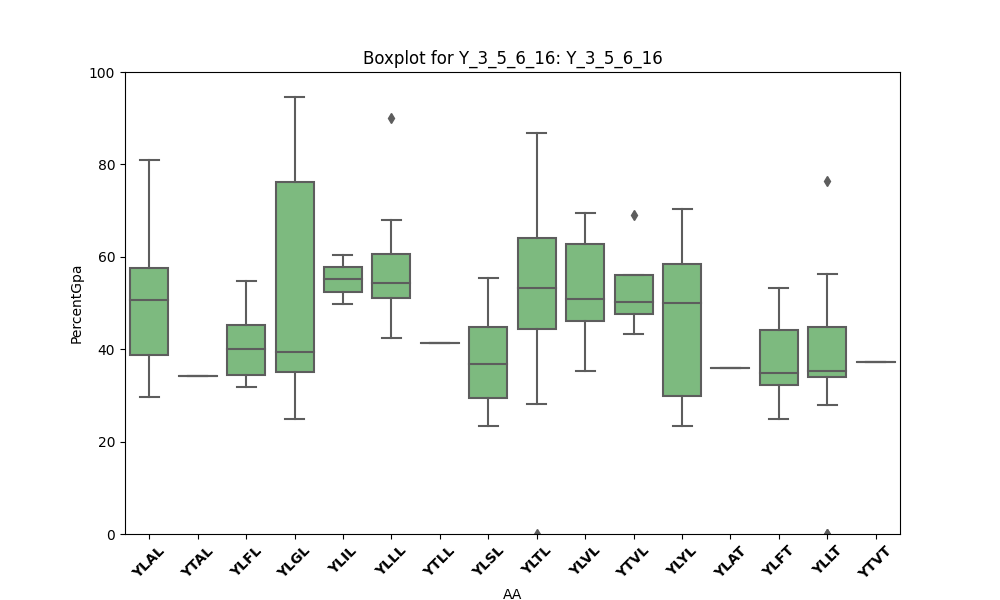 Boxplot for Y_3_5_6_16: Y_3_5_6_16
100
80
60
40
20
0
PercentGpa
YLAL YTAL YLFL YLGL YLIL YLLL YTLL YLSL YLTL YLVL YTVL YLYL YLAT YLFT YLLT YTVT
AA